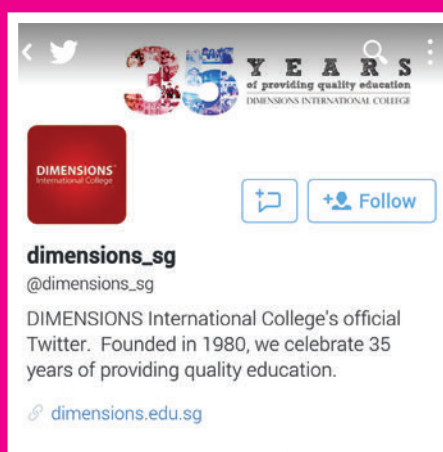 35 YEARS
of providing quality education
DIMENSIONS INTERNATIONAL COLLEGE
DIMENSIONS™
International College
Follow
dimensions_sg
@dimensions_sg
DIMENSIONS International College's official
Twitter. Founded in 1980, we celebrate 35
years of providing quality education.
dimensions.edu.sg